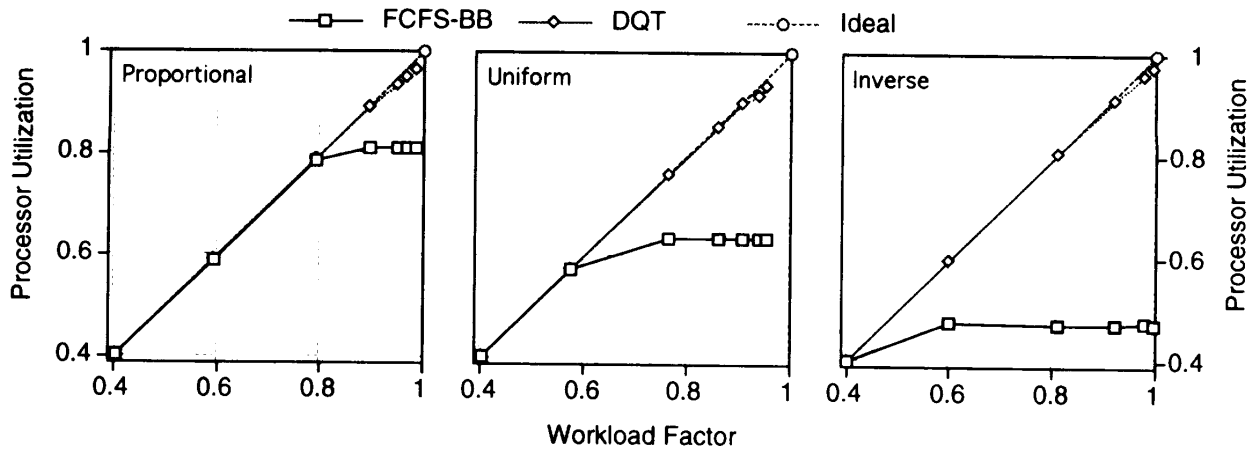 FCFS-BB DQT Ideal
Proportional
Uniform
Inverse
Processor Utilization
1
0.8
0.6
0.4
0.4 0.6 0.8 1
0.4 0.6 0.8 1
0.4 0.6 0.8 1
1
0.8
0.6
0.4
Processor Utilization
Workload Factor